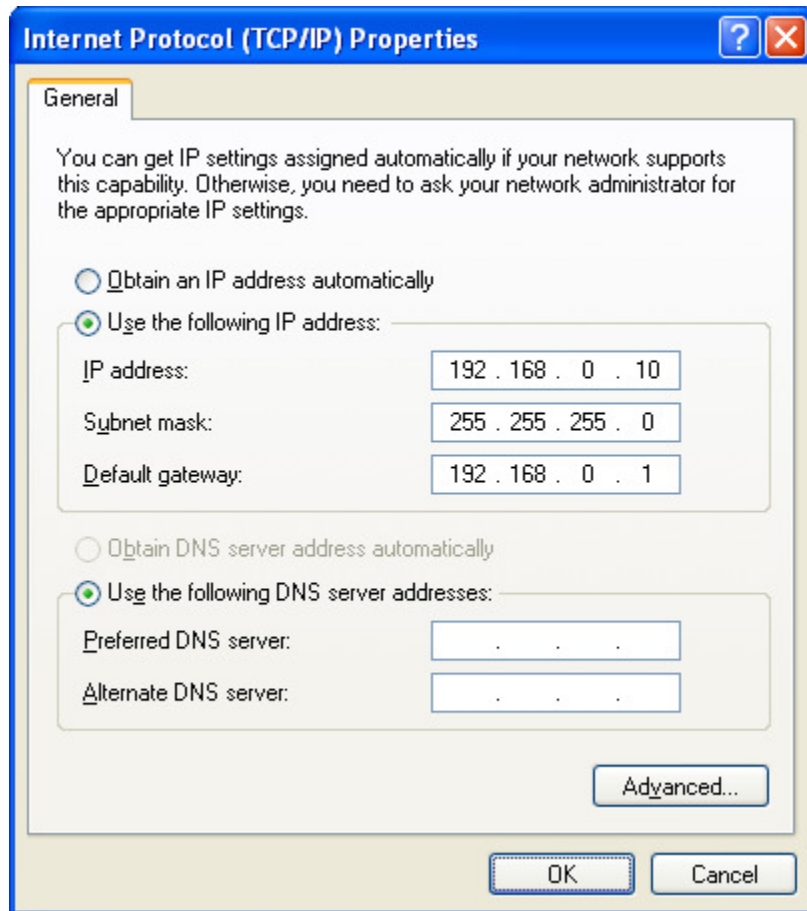 Internet Protocol (TCP/IP) Properties
General
You can get IP settings assigned automatically if your network supports
this capability. Otherwise, you need to ask your network administrator for
the appropriate IP settings.
Obtain an IP address automatically
Use the following IP address:
IP address: 192 . 168 . 0 . 10
Subnet mask: 255 . 255 . 255 . 0
Default gateway: 192 . 168 . 0 . 1
Obtain DNS server address automatically
Use the following DNS server addresses:
Preferred DNS server: . . .
Alternate DNS server: . . .
Advanced...
OK Cancel